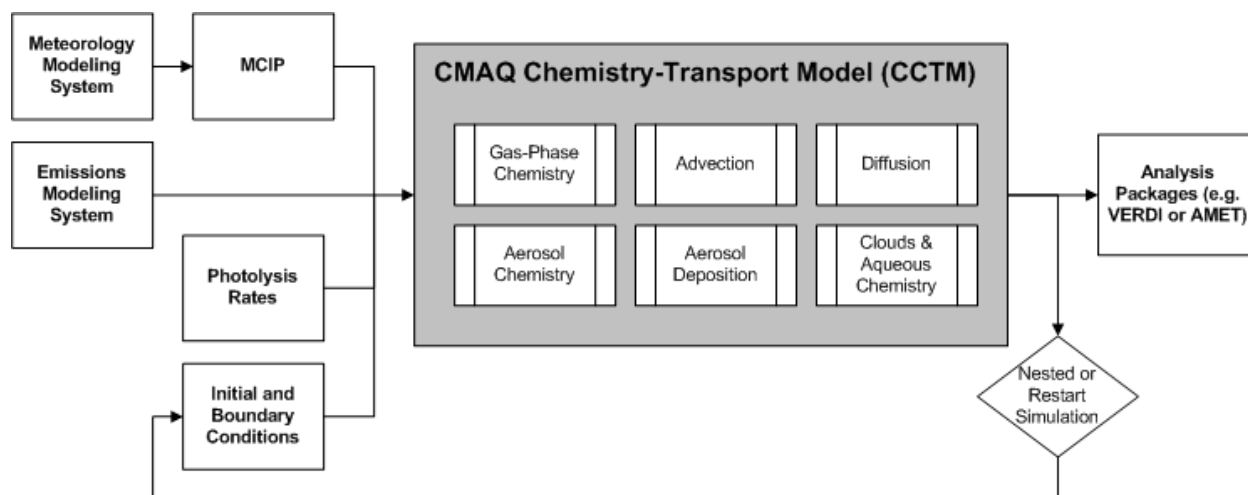 Meteorology
Modeling
System
MCIP
Emissions
Modeling
System
Photolysis
Rates
Initial and
Boundary
Conditions
CMAQ Chemistry-Transport Model (CCTM)
Gas-Phase
Chemistry
Advection
Diffusion
Aerosol
Chemistry
Aerosol
Deposition
Clouds &
Aqueous
Chemistry
Analysis
Packages (e.g.
VERDI or AMET)
Nested or
Restart
Simulation